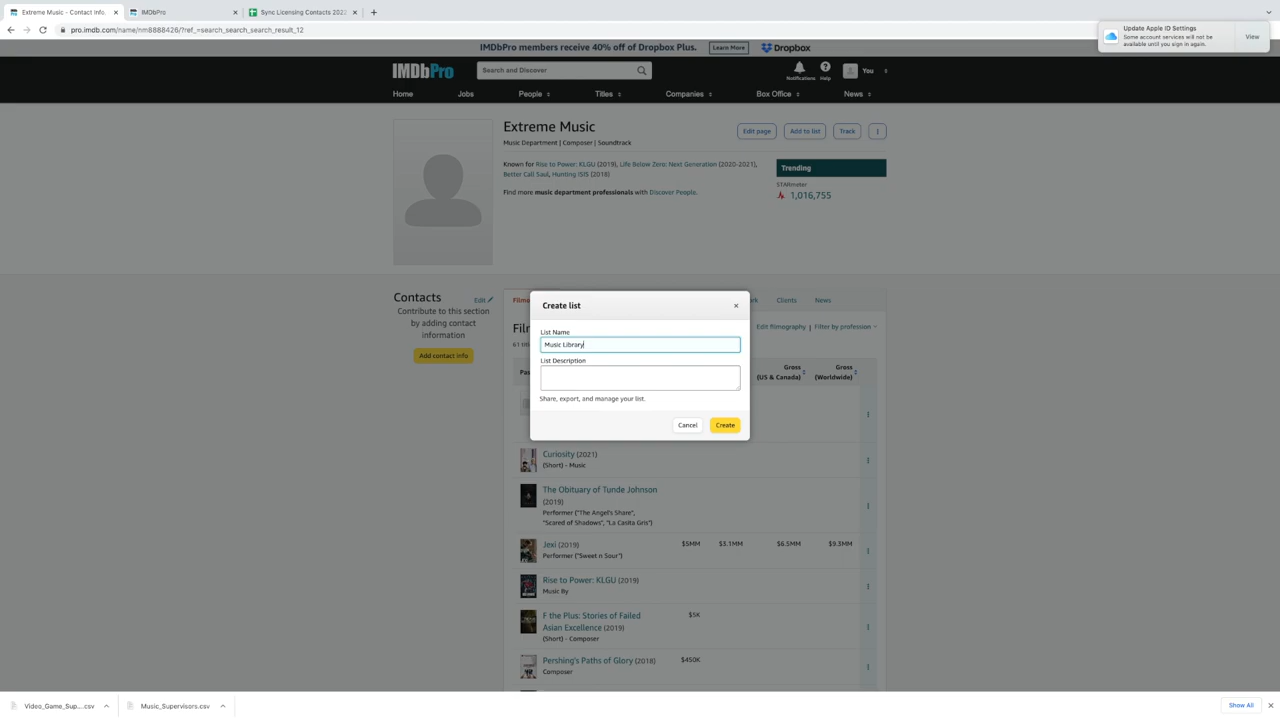 Extreme Music - Contact Info,
IMDbPro
Sync Licensing Contacts 2022
pro.imdb.com/name/nm8888426/?ref_=search_search_search_result_12
Update Apple ID Settings
Some account services will not be
available until you sign in again.
View
IMDbPro members receive 40% off of Dropbox Plus.
Learn More
Dropbox
IMDbPro
Search and Discover
Notifications
Help
You
Home
Jobs
People
Titles
Companies
Box Office
News
Extreme Music
Music Department | Composer | Soundtrack
Edit page
Add to list
Track
Known for Rise to Power: KLGU (2019), Life Below Zero: Next Generation (2020-2021),
Better Call Saul, Hunting ISIS (2018)
Find more music department professionals with Discover People.
Trending
STARmeter
1,016,755
Contacts
Edit
Contribute to this section
by adding contact
information
Add contact info
Clients
News
Edit filmography
Filter by profession
61 tit
Gross
(US & Canada)
Gross
(Worldwide)
Create list
×
List Name
Music Library
List Description
Share, export, and manage your list.
Cancel
Create
Curiosity (2021)
(Short) - Music
The Obituary of Tunde Johnson
(2019)
Performer ("The Angel's Share",
"Scared of Shadows", "La Casita Gris")
Jexi (2019)
Performer ("Sweet n Sour")
$5MM
$3.1MM
$6.5MM
$9.3MM
Rise to Power: KLGU (2019)
Music By
F the Plus: Stories of Failed
Asian Excellence (2019)
(Short) - Composer
$5K
Pershing's Paths of Glory (2018)
Composer
$450K
Video_Game_Sup....csv
Music_Supervisors.csv
Show All